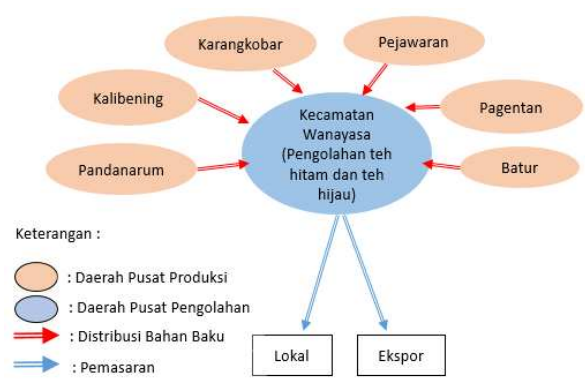 Karangkobar
Pejawaran
Kalibening
Pagentan
Kecamatan
Wanayasa
(Pengolahan teh
hitam dan teh
hijau)
Pandanarum
Batur
Keterangan :
: Daerah Pusat Produksi
: Daerah Pusat Pengolahan
: Distribusi Bahan Baku
: Pemasaran
Lokal
Ekspor